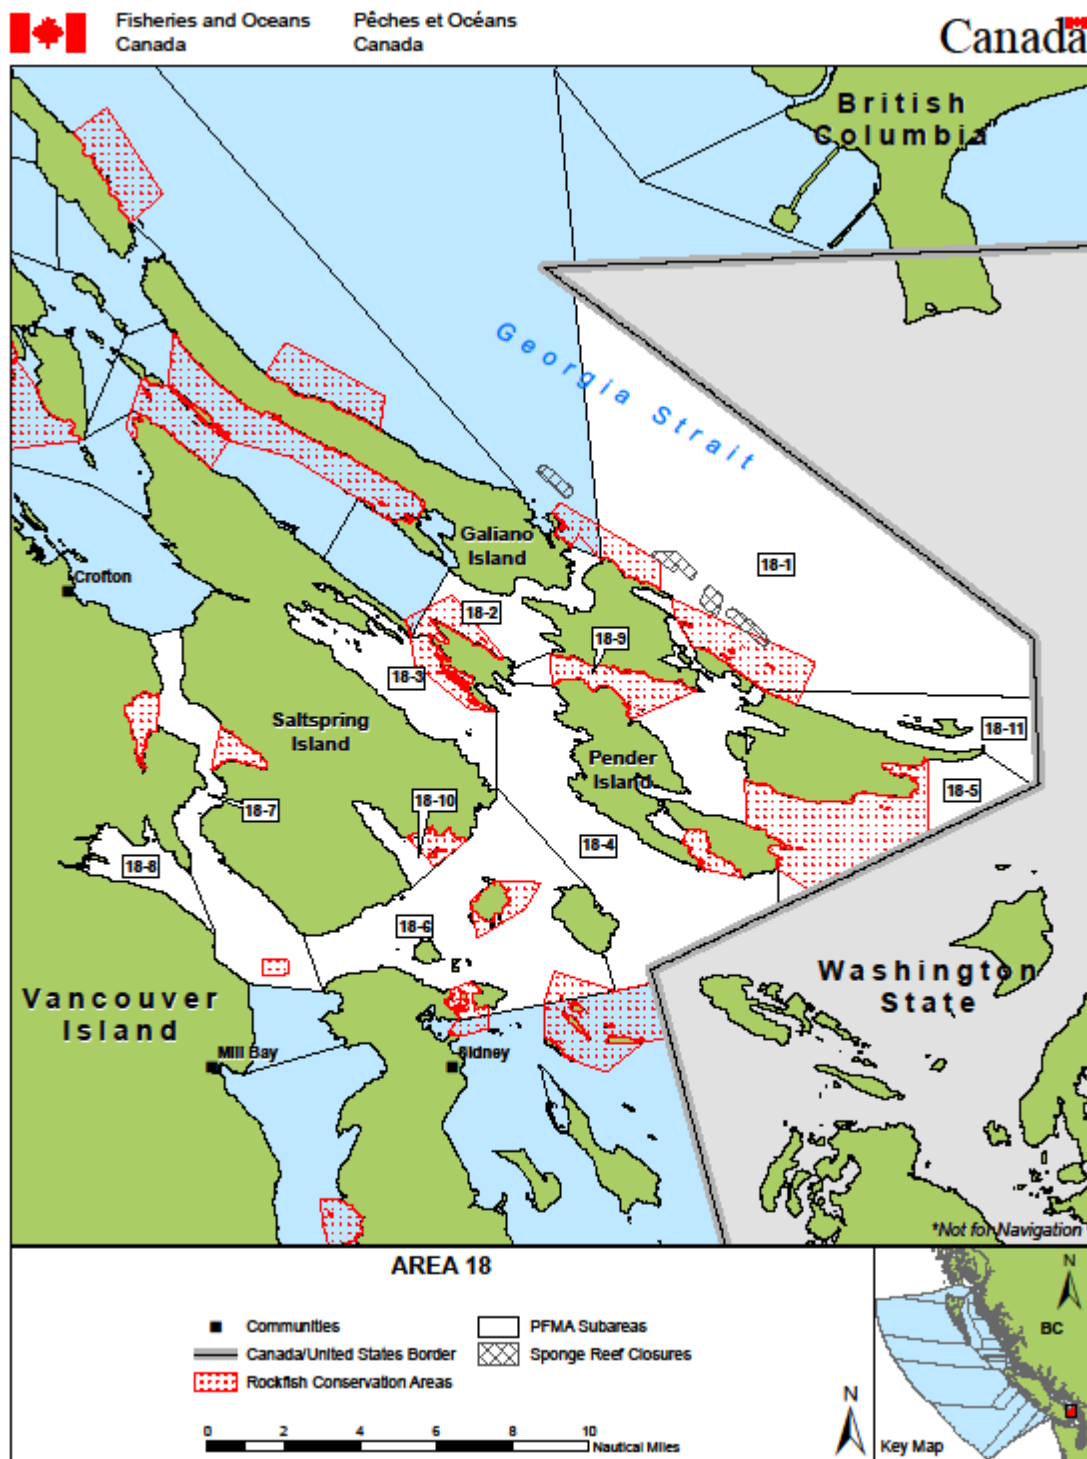 Fisheries and Oceans
Canada
Pêches et Océans
Canada
Canada
British
Columbia
Georgia Strait
Galiano
Island
18-1
Crofton
18-2
18-9
18-3
Saltspring
Island
18-11
Pender
Island
18-5
18-10
18-7
18-4
18-8
18-6
Washington
State
Vancouver
Island
Mill Bay
Sidney
*Not for Navigation
AREA 18
Communities
Canada/United States Border
Rockfish Conservation Areas
PFMA Subareas
Sponge Reef Closures
0 2 4 6 8 10
Nautical Miles
N
N
BC
Key Map